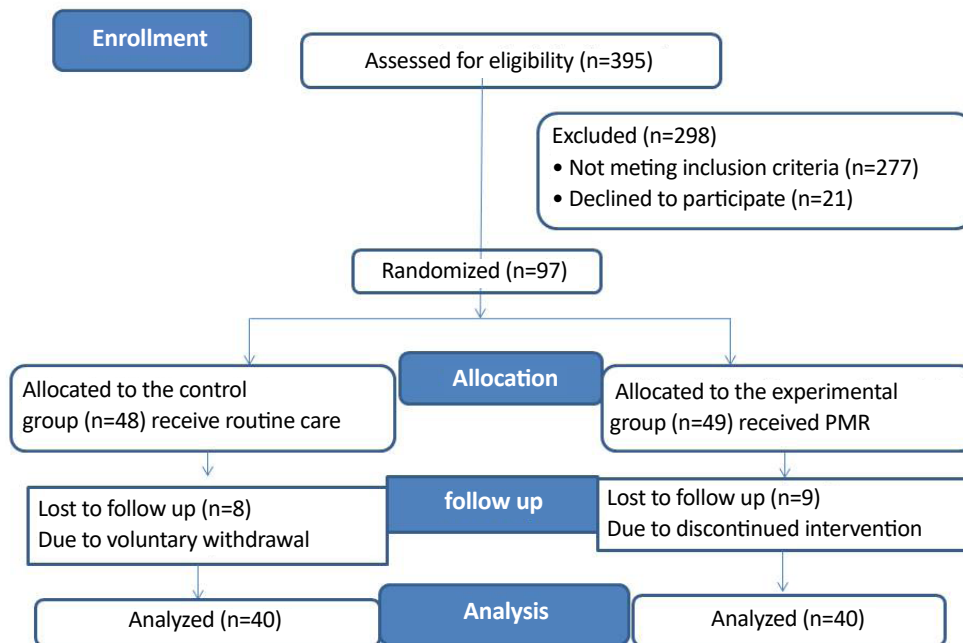 Enrollment
Assessed for eligibility (n=395)
Excluded (n=298)
• Not meting inclusion criteria (n=277)
• Declined to participate (n=21)
Randomized (n=97)
Allocation
Allocated to the control
group (n=48) receive routine care
Allocated to the experimental
group (n=49) received PMR
follow up
Lost to follow up (n=8)
Due to voluntary withdrawal
Lost to follow up (n=9)
Due to discontinued intervention
Analysis
Analyzed (n=40)
Analyzed (n=40)